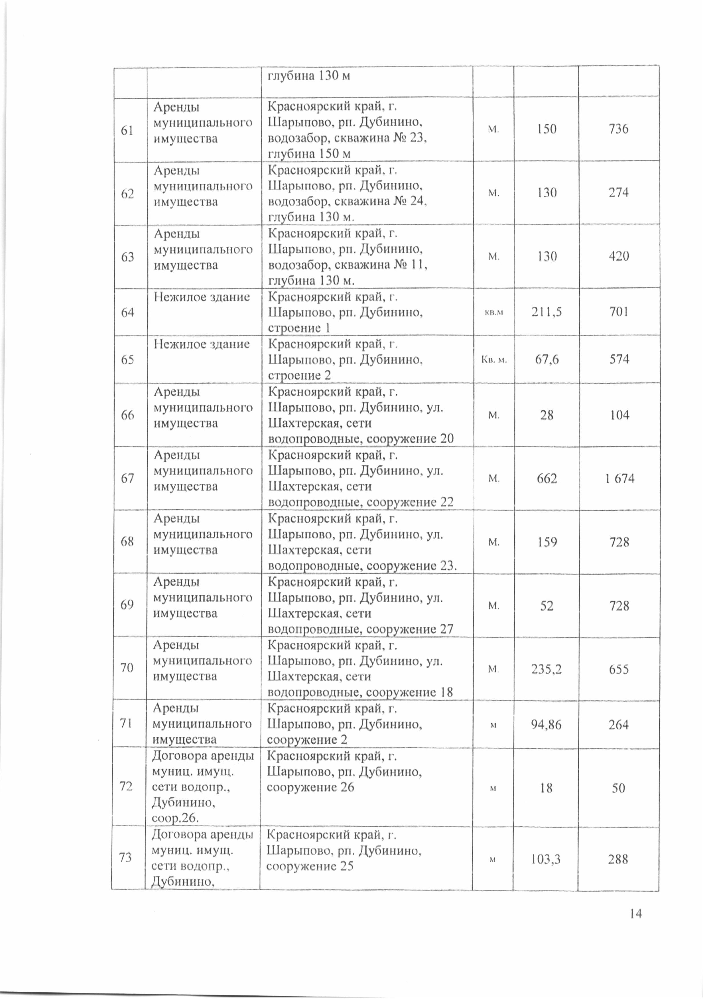 глубина 130 м
61
Аренды
муниципального
имущества
Красноярский край, г.
Шарыпово, рп. Дубинино,
водозабор, скважина № 23,
глубина 150 м
м.
150
736
62
Аренды
муниципального
имущества
Красноярский край, г.
Шарыпово, рп. Дубинино,
водозабор, скважина № 24,
глубина 130 м.
м.
130
274
63
Аренды
муниципального
имущества
Красноярский край, г.
Шарыпово, рп. Дубинино,
водозабор, скважина № 11,
глубина 130 м.
м.
130
420
64
Нежилое здание
Красноярский край, г.
Шарыпово, рп. Дубинино,
строение 1
кв.м
211,5
701
65
Нежилое здание
Красноярский край, г.
Шарыпово, рп. Дубинино,
строение 2
Кв. м.
67,6
574
66
Аренды
муниципального
имущества
Красноярский край, г.
Шарыпово, рп. Дубинино, ул.
Шахтерская, сети
водопроводные, сооружение 20
м.
28
104
67
Аренды
муниципального
имущества
Красноярский край, г.
Шарыпово, рп. Дубинино, ул.
Шахтерская, сети
водопроводные, сооружение 22
м.
662
1 674
68
Аренды
муниципального
имущества
Красноярский край, г.
Шарыпово, рп. Дубинино, ул.
Шахтерская, сети
водопроводные, сооружение 23.
м.
159
728
69
Аренды
муниципального
имущества
Красноярский край, г.
Шарыпово, рп. Дубинино, ул.
Шахтерская, сети
водопроводные, сооружение 27
м.
52
728
70
Аренды
муниципального
имущества
Красноярский край, г.
Шарыпово, рп. Дубинино, ул.
Шахтерская, сети
водопроводные, сооружение 18
м.
235,2
655
71
Аренды
муниципального
имущества
Красноярский край, г.
Шарыпово, рп. Дубинино,
сооружение 2
м
94,86
264
72
Договора аренды
муниц. имущ.
сети водопр.,
Дубинино,
соор.26.
Красноярский край, г.
Шарыпово, рп. Дубинино,
сооружение 26
м
18
50
73
Договора аренды
муниц. имущ.
сети водопр.,
Дубинино,
Красноярский край, г.
Шарыпово, рп. Дубинино,
сооружение 25
м
103,3
288
14